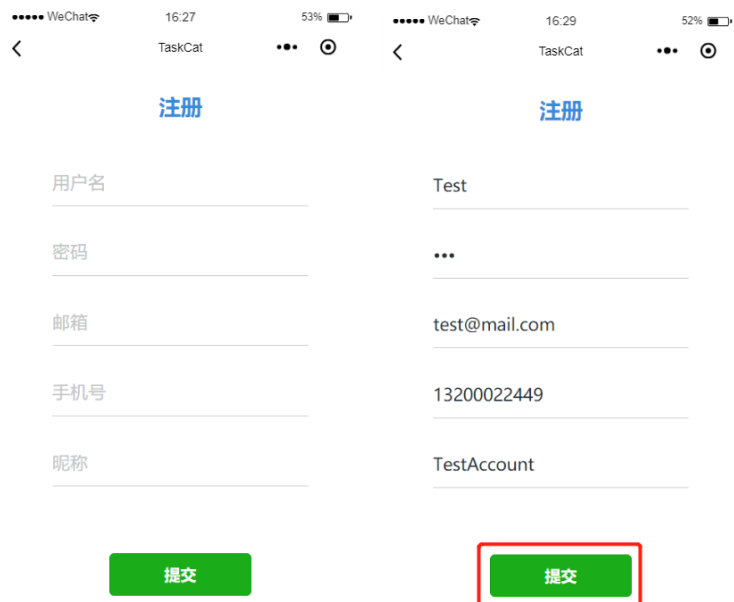 WeChat 16:27 53%
TaskCat
注册
用户名
密码
邮箱
手机号
昵称
提交
WeChat 16:29 52%
TaskCat
注册
Test
•••
test@mail.com
13200022449
TestAccount
提交